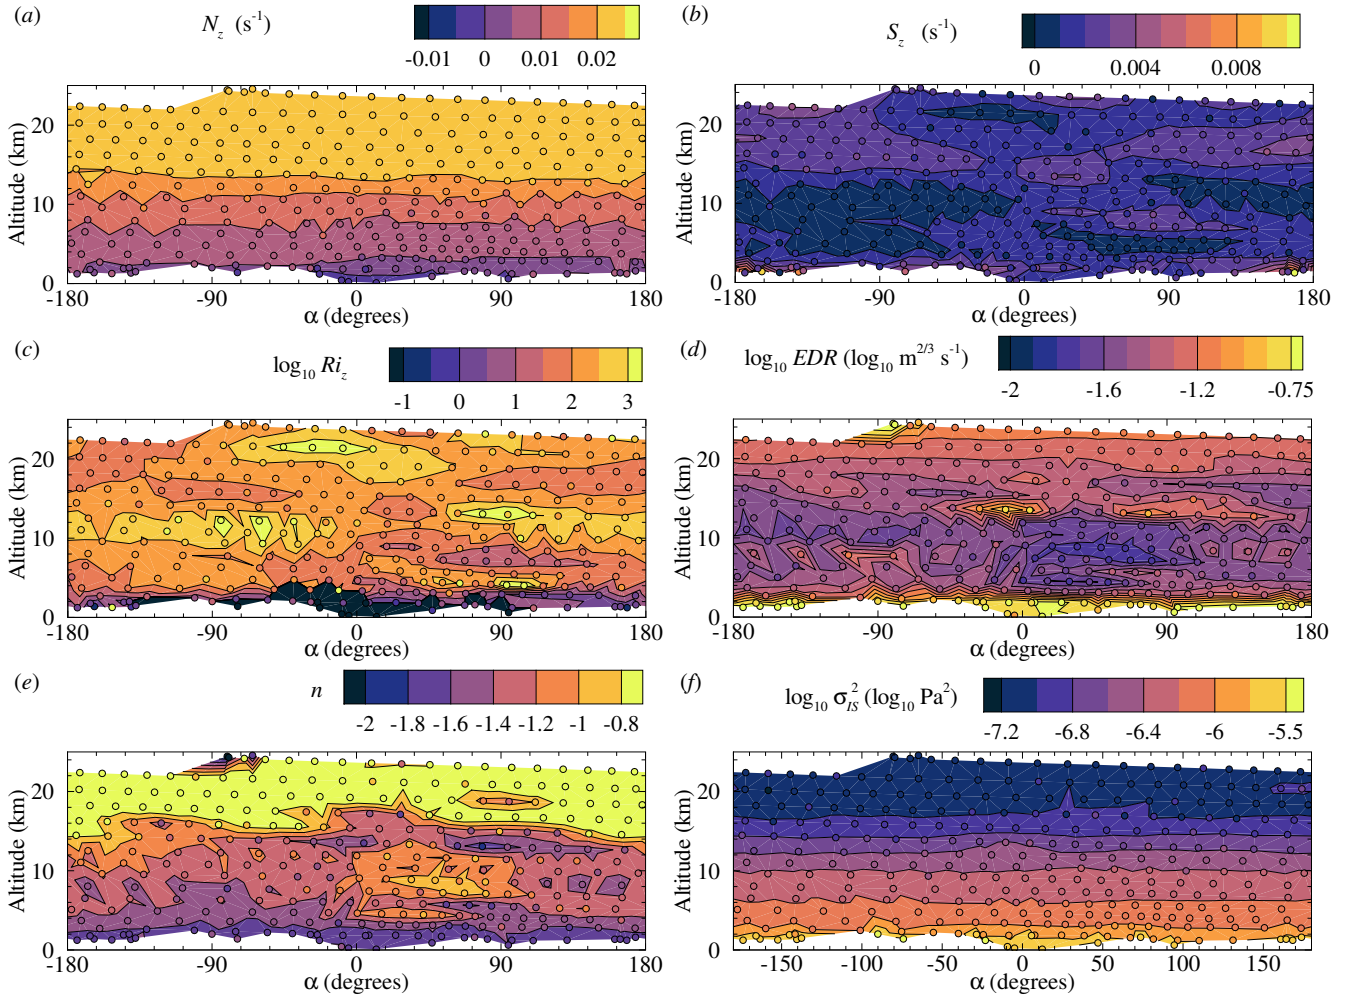 (a) N_z (s⁻¹)
-0.01 0 0.01 0.02
Altitude (km)
20
10
0
-180 -90 0 90 180
α (degrees)
(b) S_z (s⁻¹)
0 0.004 0.008
Altitude (km)
20
10
0
-180 -90 0 90 180
α (degrees)
(c) log₁₀ Ri_z
-1 0 1 2 3
Altitude (km)
20
10
0
-180 -90 0 90 180
α (degrees)
(d) log₁₀ EDR (log₁₀ m^{2/3} s⁻¹)
-2 -1.6 -1.2 -0.75
Altitude (km)
20
10
0
-180 -90 0 90 180
α (degrees)
(e) n
-2 -1.8 -1.6 -1.4 -1.2 -1 -0.8
Altitude (km)
20
10
0
-180 -90 0 90 180
α (degrees)
(f) log₁₀ σ²_{IS} (log₁₀ Pa²)
-7.2 -6.8 -6.4 -6 -5.5
Altitude (km)
20
10
0
-150 -100 -50 0 50 100 150
α (degrees)